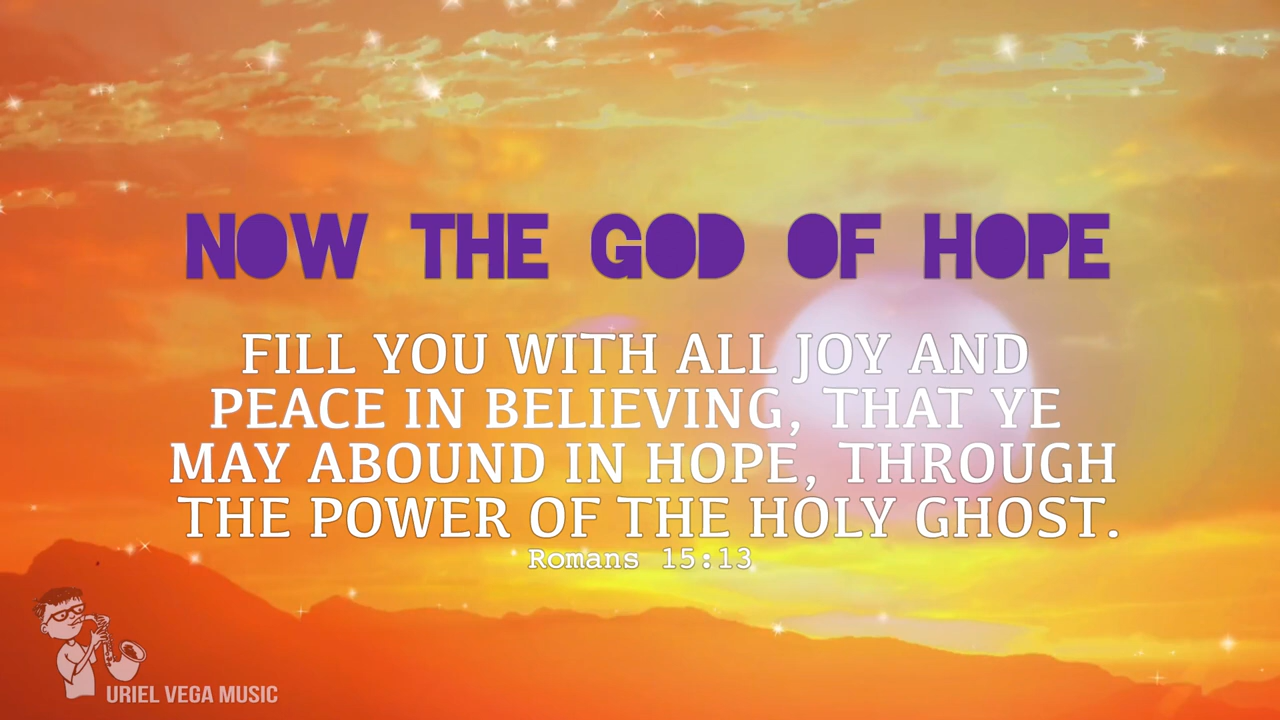 NOW THE GOD OF HOPE
FILL YOU WITH ALL JOY AND
PEACE IN BELIEVING, THAT YE
MAY ABOUND IN HOPE, THROUGH
THE POWER OF THE HOLY GHOST.
Romans 15:13
URIEL VEGA MUSIC